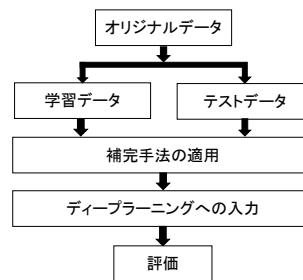 オリジナルデータ
学習データ
テストデータ
補完手法の適用
ディープラーニングへの入力
評価